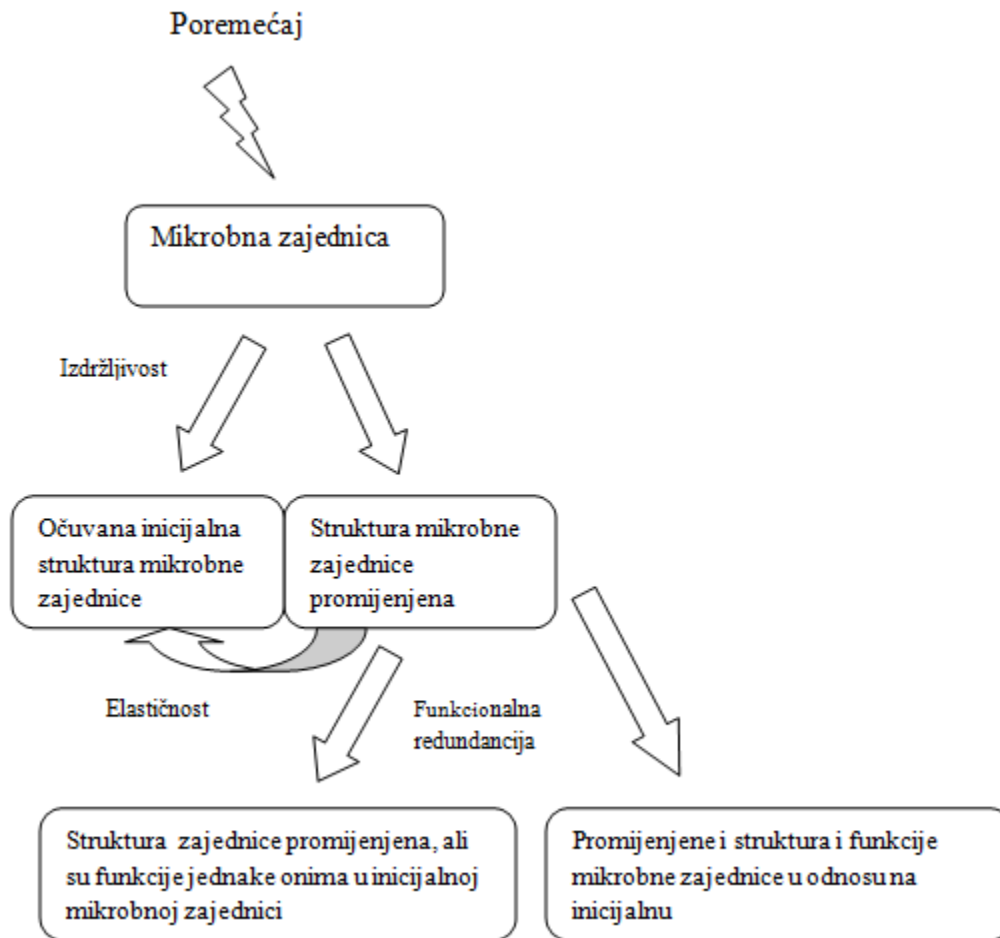 Poremećaj
Mikrobna zajednica
Izdržljivost
Očuvana inicijalna
struktura mikrobne
zajednice
Struktura mikrobne
zajednice
promijenjena
Elastičnost
Funkcionalna
redundancija
Struktura zajednice promijenjena, ali
su funkcije jednake onima u inicijalnoj
mikrobnoj zajednici
Promijenjene i struktura i funkcije
mikrobne zajednice u odnosu na
inicijalnu